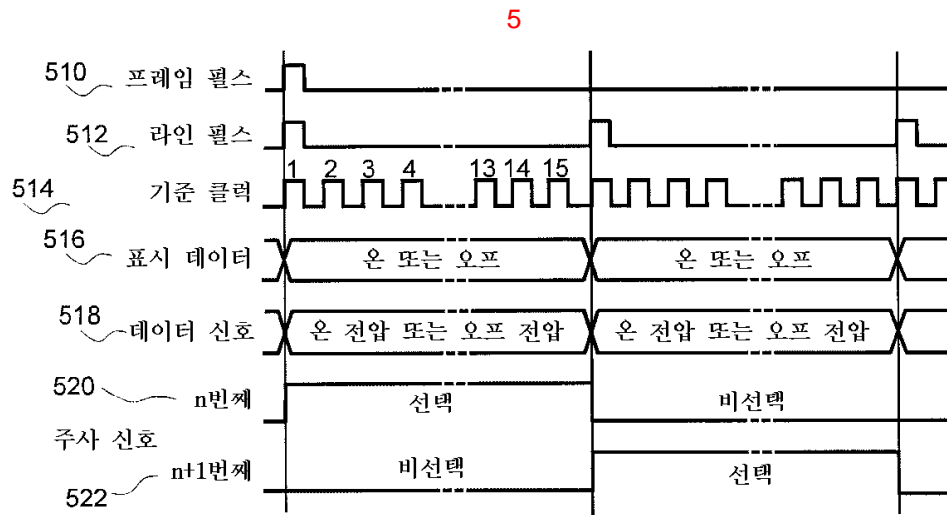 5
510 프레임 펄스
512 라인 펄스
1 2 3 4 13 14 15
514 기준 클럭
516 표시 데이터 온 또는 오프 온 또는 오프
518 데이터 신호 온 전압 또는 오프 전압 온 전압 또는 오프 전압
520 n번째 선택 비선택
주사 신호
522 n+1번째 비선택 선택